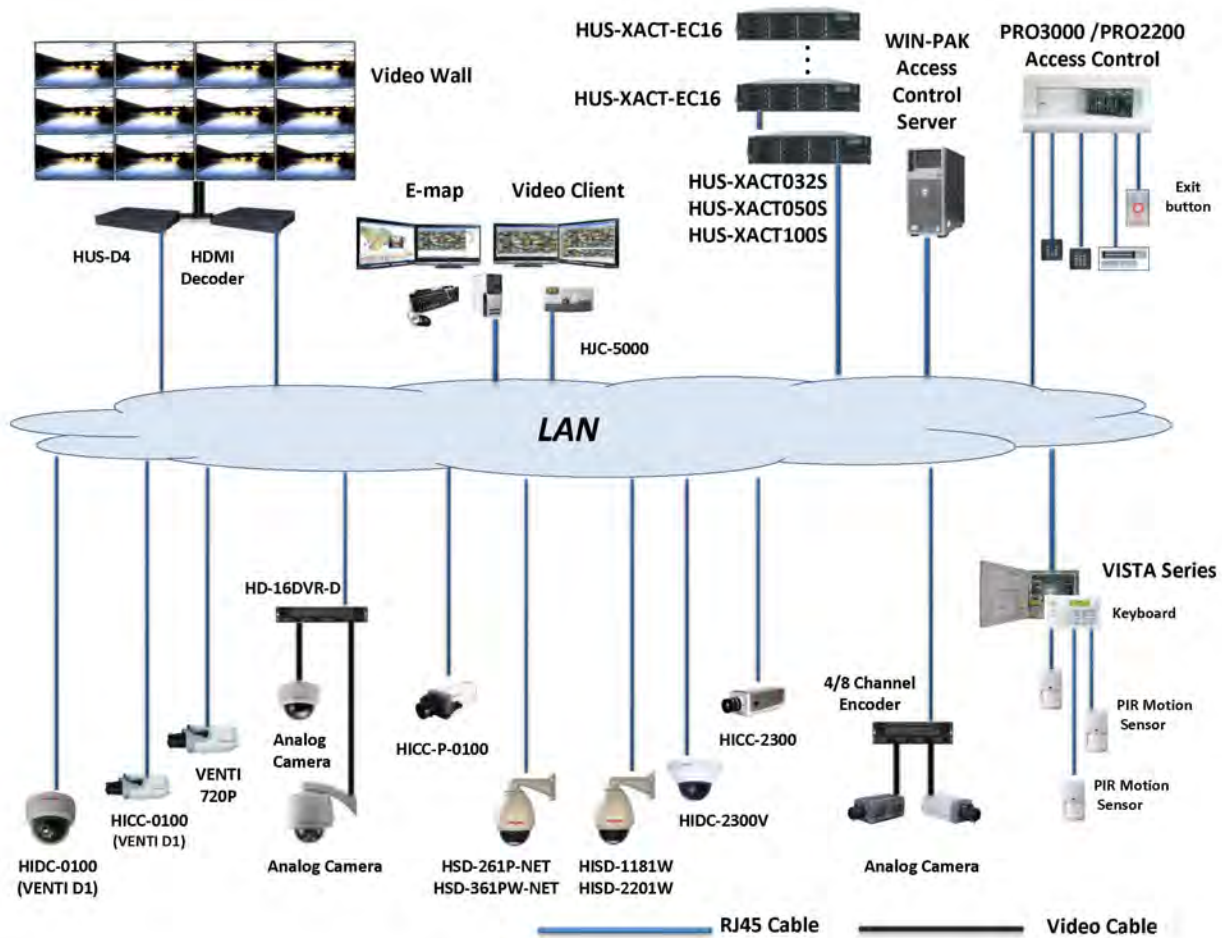 Video Wall
HUS-D4
HDMI
Decoder
E-map
Video Client
HJC-5000
HUS-XACT-EC16
HUS-XACT-EC16
HUS-XACT032S
HUS-XACT050S
HUS-XACT100S
WIN-PAK
Access
Control
Server
PRO3000 /PRO2200
Access Control
Exit
button
LAN
HIDC-0100
(VENTI D1)
HICC-0100
(VENTI D1)
VENTI
720P
HD-16DVR-D
Analog
Camera
Analog Camera
HICC-P-0100
HSD-261P-NET
HSD-361PW-NET
HISD-1181W
HISD-2201W
HIDC-2300V
HICC-2300
4/8 Channel
Encoder
Analog Camera
VISTA Series
Keyboard
PIR Motion
Sensor
PIR Motion
Sensor
RJ45 Cable
Video Cable